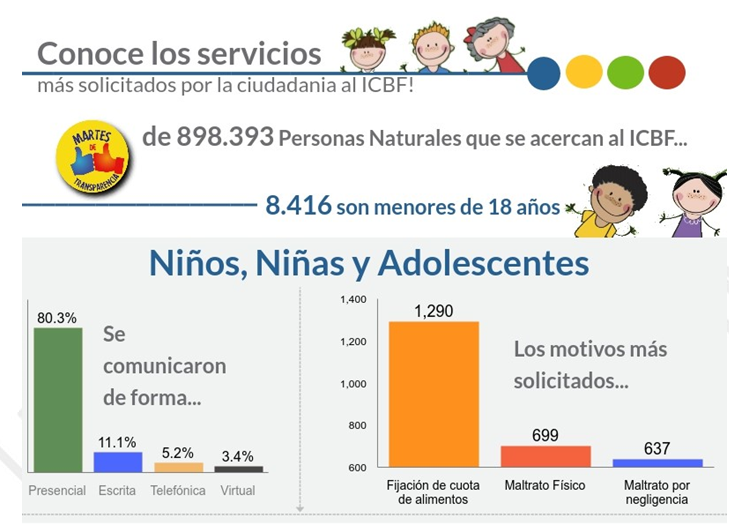 Conoce los servicios
más solicitados por la ciudadania al ICBF!
MARTES
DE
TRANSPARENCIA
de 898.393 Personas Naturales que se acercan al ICBF...
8.416 son menores de 18 años
Niños, Niñas y Adolescentes
80.3%
Se
comunicaron
de forma...
11.1%
5.2%
3.4%
Presencial Escrita Telefónica Virtual
1,400
1,290
1,200
Los motivos más
solicitados...
1,000
800
699
637
600
Fijación de cuota
de alimentos
Maltrato Físico
Maltrato por
negligencia